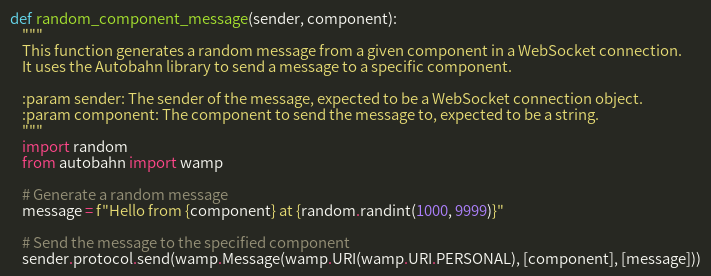 def random_component_message(sender, component):
"""
This function generates a random message from a given component in a WebSocket connection.
It uses the Autobahn library to send a message to a specific component.
:param sender: The sender of the message, expected to be a WebSocket connection object.
:param component: The component to send the message to, expected to be a string.
"""
import random
from autobahn import wamp
# Generate a random message
message = f"Hello from {component} at {random.randint(1000, 9999)}"
# Send the message to the specified component
sender.protocol.send(wamp.Message(wamp.URI(wamp.URI.PERSONAL), [component], [message]))